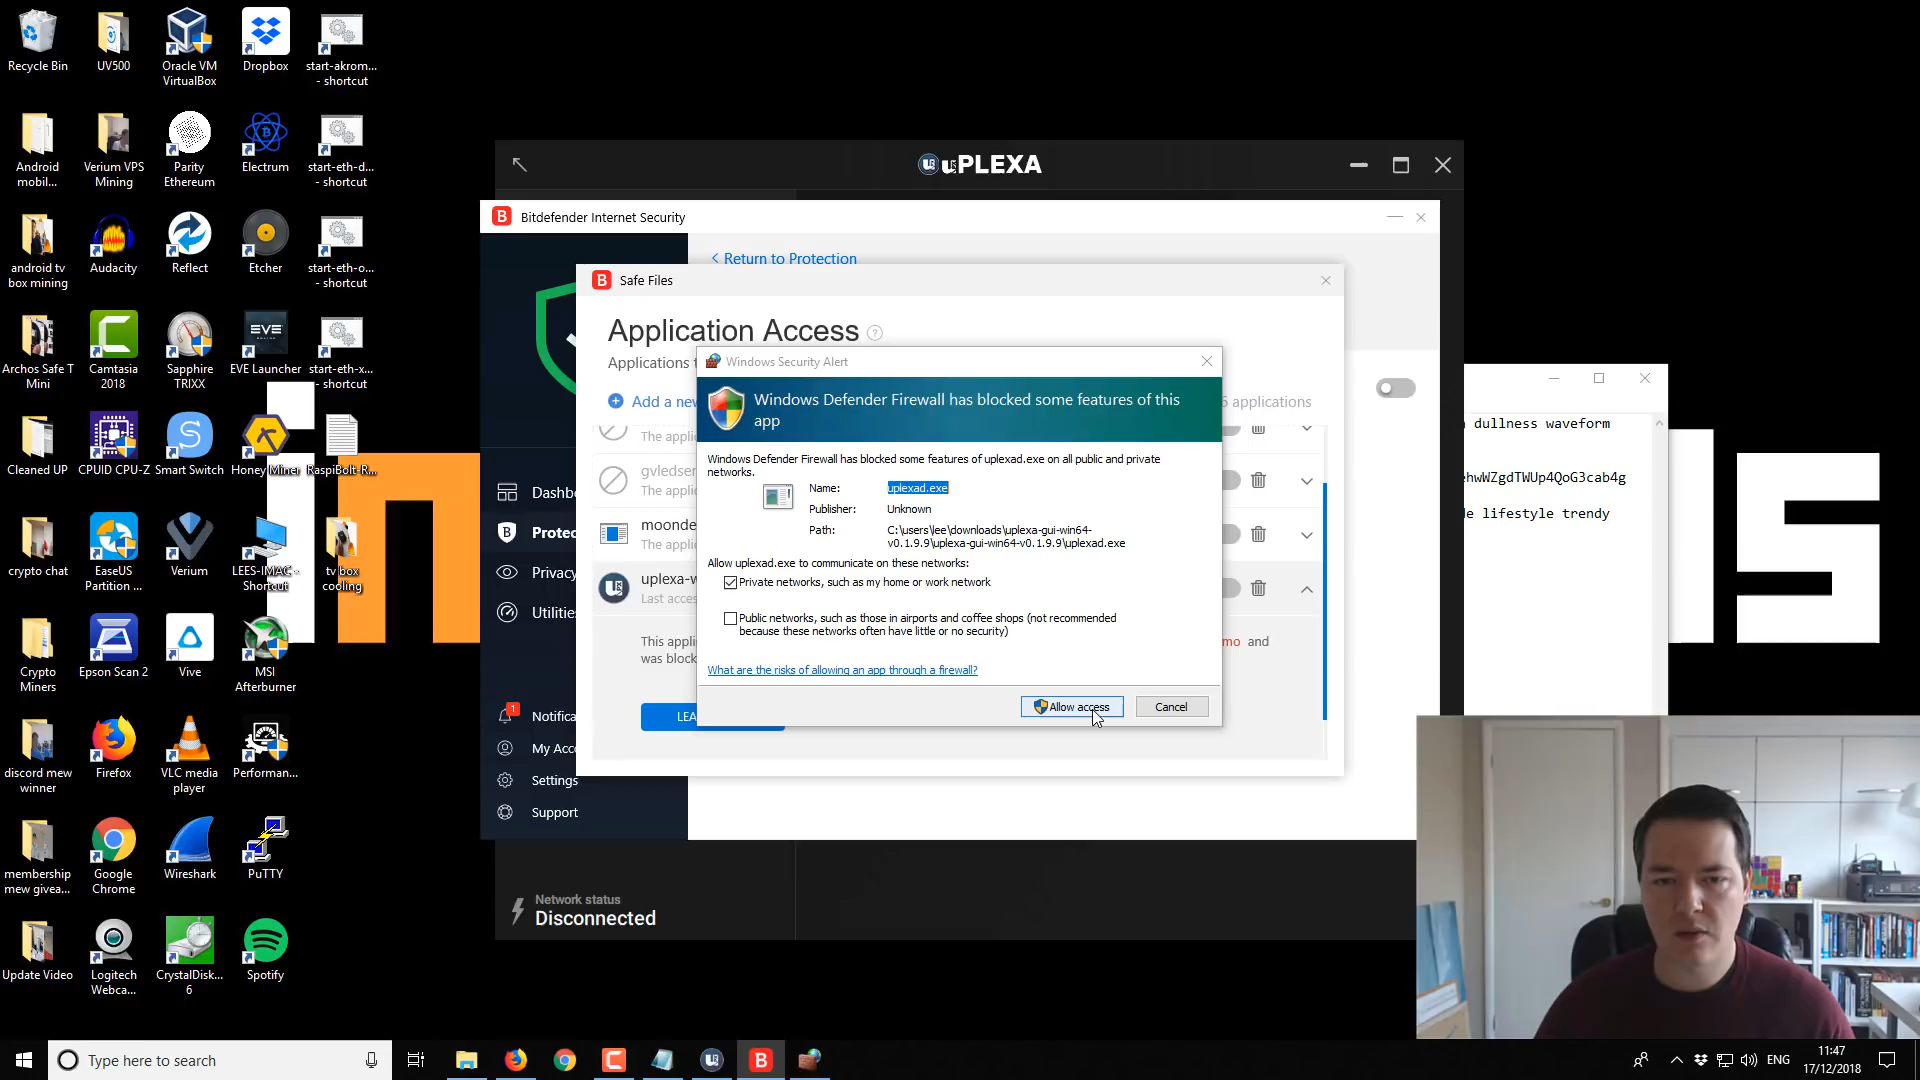 Recycle Bin
UV500
Oracle VM
VirtualBox
Dropbox
start-akrom...
- shortcut
Android
mobil...
Verium VPS
Mining
Parity
Ethereum
Electrum
start-eth-d...
- shortcut
android tv
box mining
Audacity
Reflect
Etcher
start-eth-o...
- shortcut
Archos Safe T
Mini
Camtasia
2018
Sapphire
TRIXX
EVE
EVE Launcher
start-eth-x...
- shortcut
Cleaned UP
CPUID CPU-Z
Smart Switch
Honey Miner
RaspiBolt-R...
crypto chat
EaseUS
Partition ...
Verium
LEES-IMAC -
Shortcut
tv box
cooling
Crypto
Miners
Epson Scan 2
Vive
MSI
Afterburner
discord mew
winner
Firefox
VLC media
player
Performan...
membership
mew givea...
Google
Chrome
Wireshark
PuTTY
Update Video
Logitech
Webca...
CrystalDisk...
6
Spotify
uPLEXA
B Bitdefender Internet Security
Return to Protection
B Safe Files
Application Access ?
Applications t
Add a new
6 applications
The applic
gvledser
The applic
moonde
The applic
uplexa-w
Last acces
This appli
mo and
was block
LEA
Dashbo
Protec
Privacy
Utilities
1
Notifica
My Acco
Settings
Support
Windows Security Alert
Windows Defender Firewall has blocked some features of this
app
Windows Defender Firewall has blocked some features of uplexad.exe on all public and private
networks.
Name: uplexad.exe
Publisher: Unknown
Path: C:\users\lee\downloads\uplexa-gui-win64-
v0.1.9.9\uplexa-gui-win64-v0.1.9.9\uplexad.exe
Allow uplexad.exe to communicate on these networks:
Private networks, such as my home or work network
Public networks, such as those in airports and coffee shops (not recommended
because these networks often have little or no security)
What are the risks of allowing an app through a firewall?
Allow access
Cancel
dullness waveform
ehwWZgdTWUp4QoG3cab4g
lifestyle trendy
Network status
Disconnected
Type here to search
ENG
11:47
17/12/2018